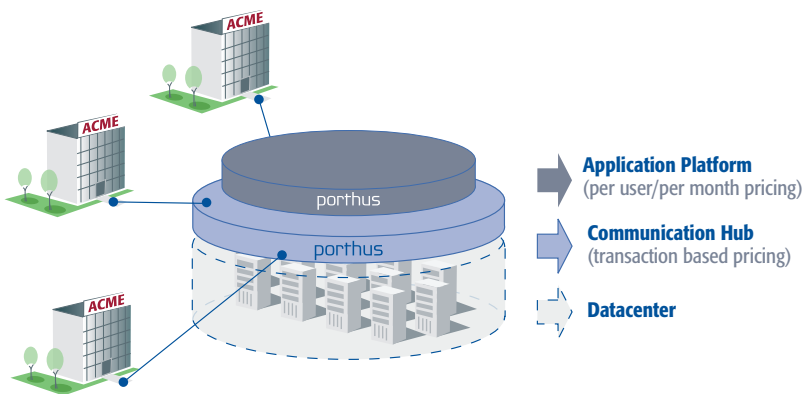 ACME
ACME
ACME
porthus
porthus
Application Platform
(per user/per month pricing)
Communication Hub
(transaction based pricing)
Datacenter